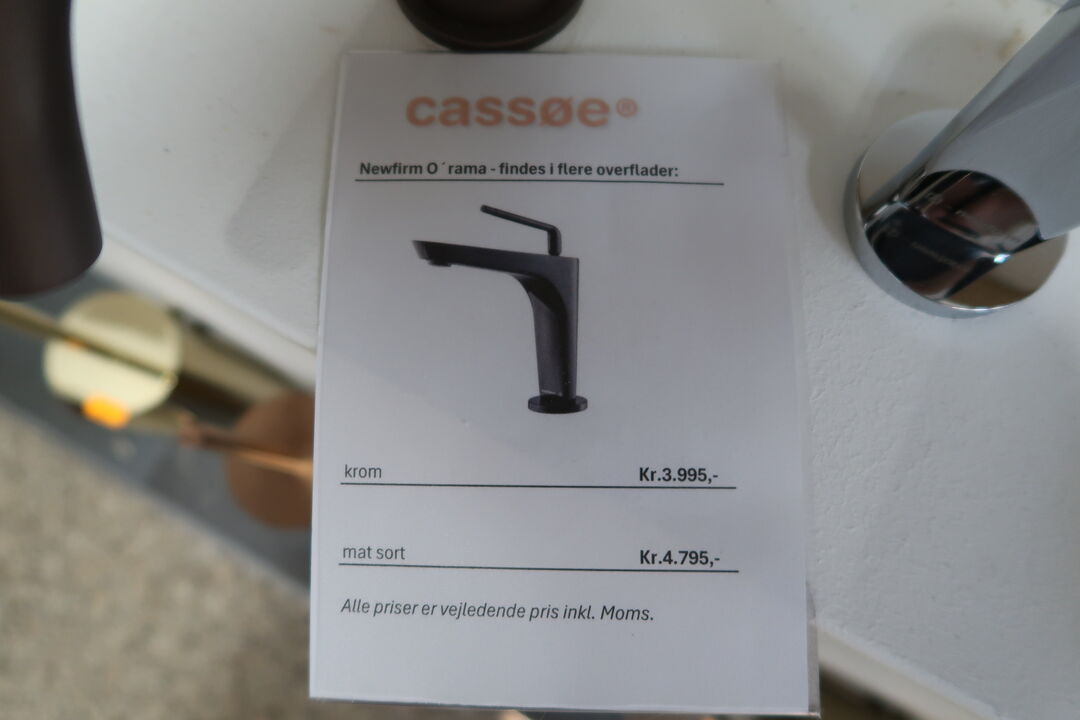 cassøe®
Newfirm O´rama - findes i flere overflader:
krom Kr.3.995,-
mat sort Kr.4.795,-
Alle priser er vejledende pris inkl. Moms.